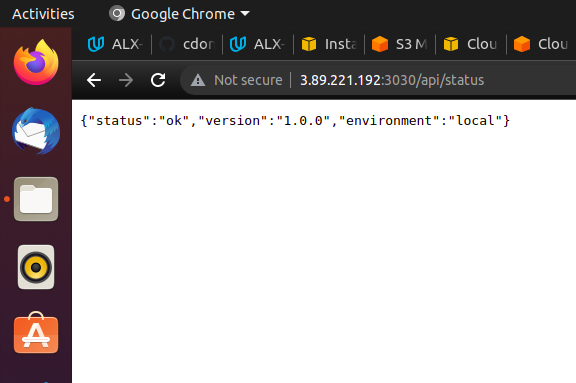 Activities Google Chrome
ALX- cdor ALX- Insta S3 M Clou Clou
Not secure 3.89.221.192:3030/api/status
{"status":"ok","version":"1.0.0","environment":"local"}